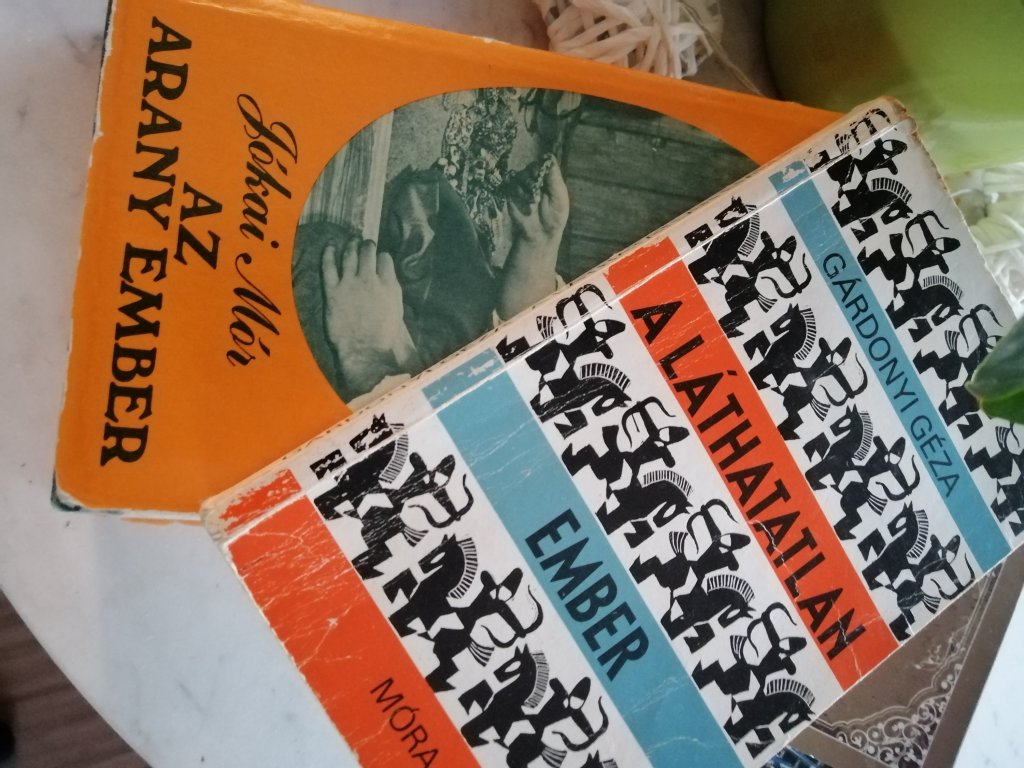 Jókai Mór
AZ
ARANY EMBER
GÁRDONYI GÉZA
A LÁTHATATLAN
EMBER
MÓRA